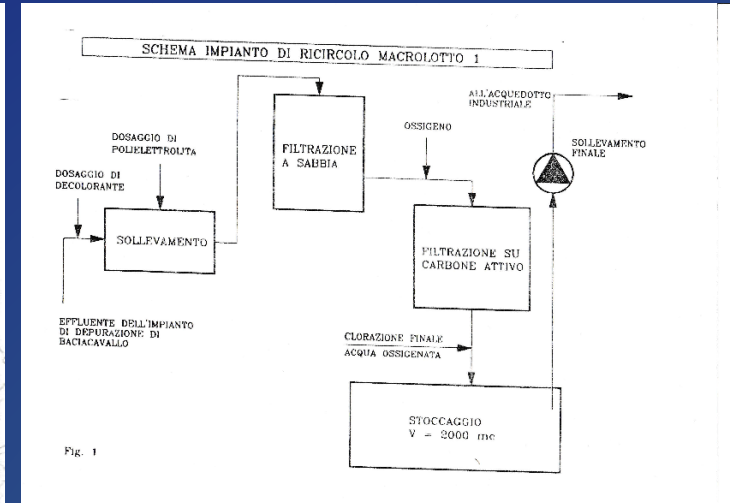 SCHEMA IMPIANTO DI RICIRCOLO MACROLOTTO 1
ALL'ACQUEDOTTO
INDUSTRIALE
OSSIGENO
SOLLEVAMENTO
FINALE
DOSAGGIO DI
POLIELETTROLITA
FILTRAZIONE
A SABBIA
DOSAGGIO DI
DECOLORANTE
SOLLEVAMENTO
FILTRAZIONE SU
CARBONE ATTIVO
EFFLUENTE DELL'IMPIANTO
DI DEPURAZIONE DI
BACIACAVALLO
CLORAZIONE FINALE
ACQUA OSSIGENATA
STOCCAGGIO
V = 2000 mc
Fig. 1